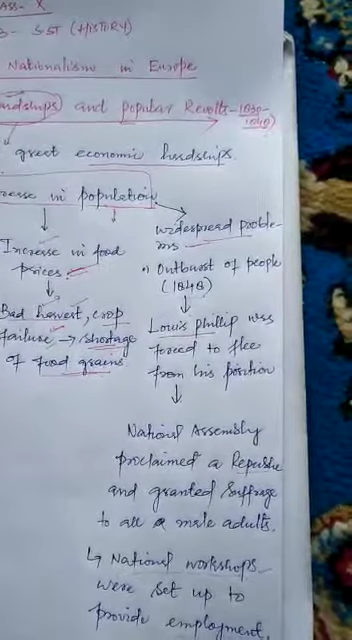 ASS- X
SST (HISTORY)
Nationalism in Europe
ardships) and popular Revolts - 1830-
1848)
great economic hardships.
rease in population
widespread proble-
ms.
Increase in food
prices.
• Outburst of people
(1848)
Bad harvest, crop
failure → shortage
of food grains
Louis phillip was
forced to flee
from his position
National Assembly
proclaimed a Republic
and granted Suffrage
to all male adults.
↳ National workshops
were set up to
provide employment